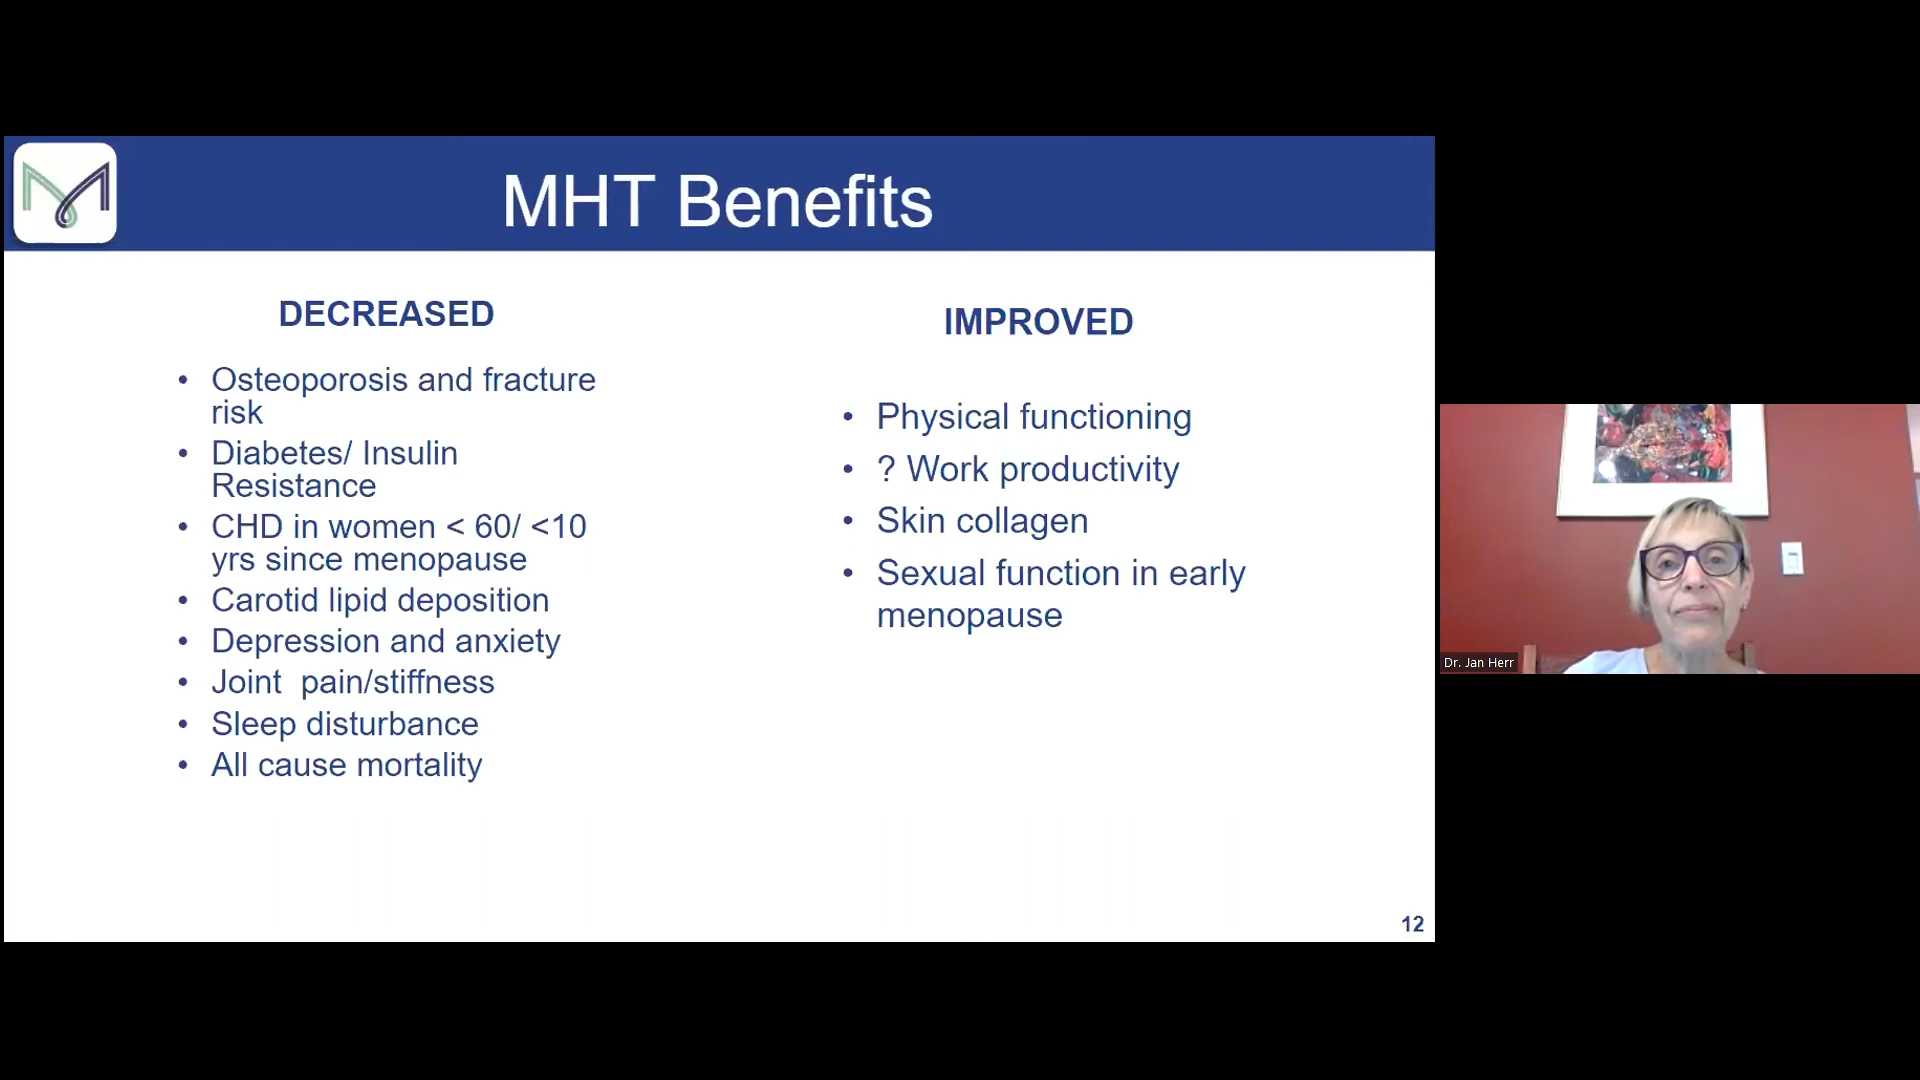 MHT Benefits
DECREASED
• Osteoporosis and fracture
risk
• Diabetes/ Insulin
Resistance
• CHD in women < 60/ <10
yrs since menopause
• Carotid lipid deposition
• Depression and anxiety
• Joint  pain/stiffness
• Sleep disturbance
• All cause mortality
IMPROVED
• Physical functioning
• ? Work productivity
• Skin collagen
• Sexual function in early
menopause
12
Dr. Jan Herr